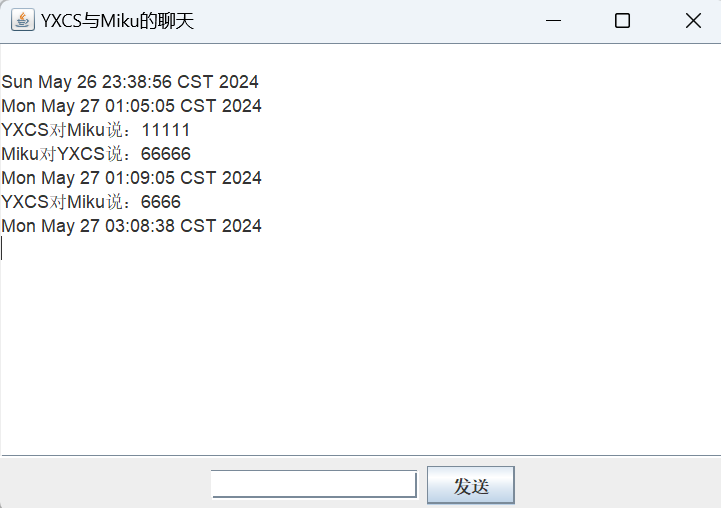 YXCS与Miku的聊天
Sun May 26 23:38:56 CST 2024
Mon May 27 01:05:05 CST 2024
YXCS对Miku说：11111
Miku对YXCS说：66666
Mon May 27 01:09:05 CST 2024
YXCS对Miku说：6666
Mon May 27 03:08:38 CST 2024
发送